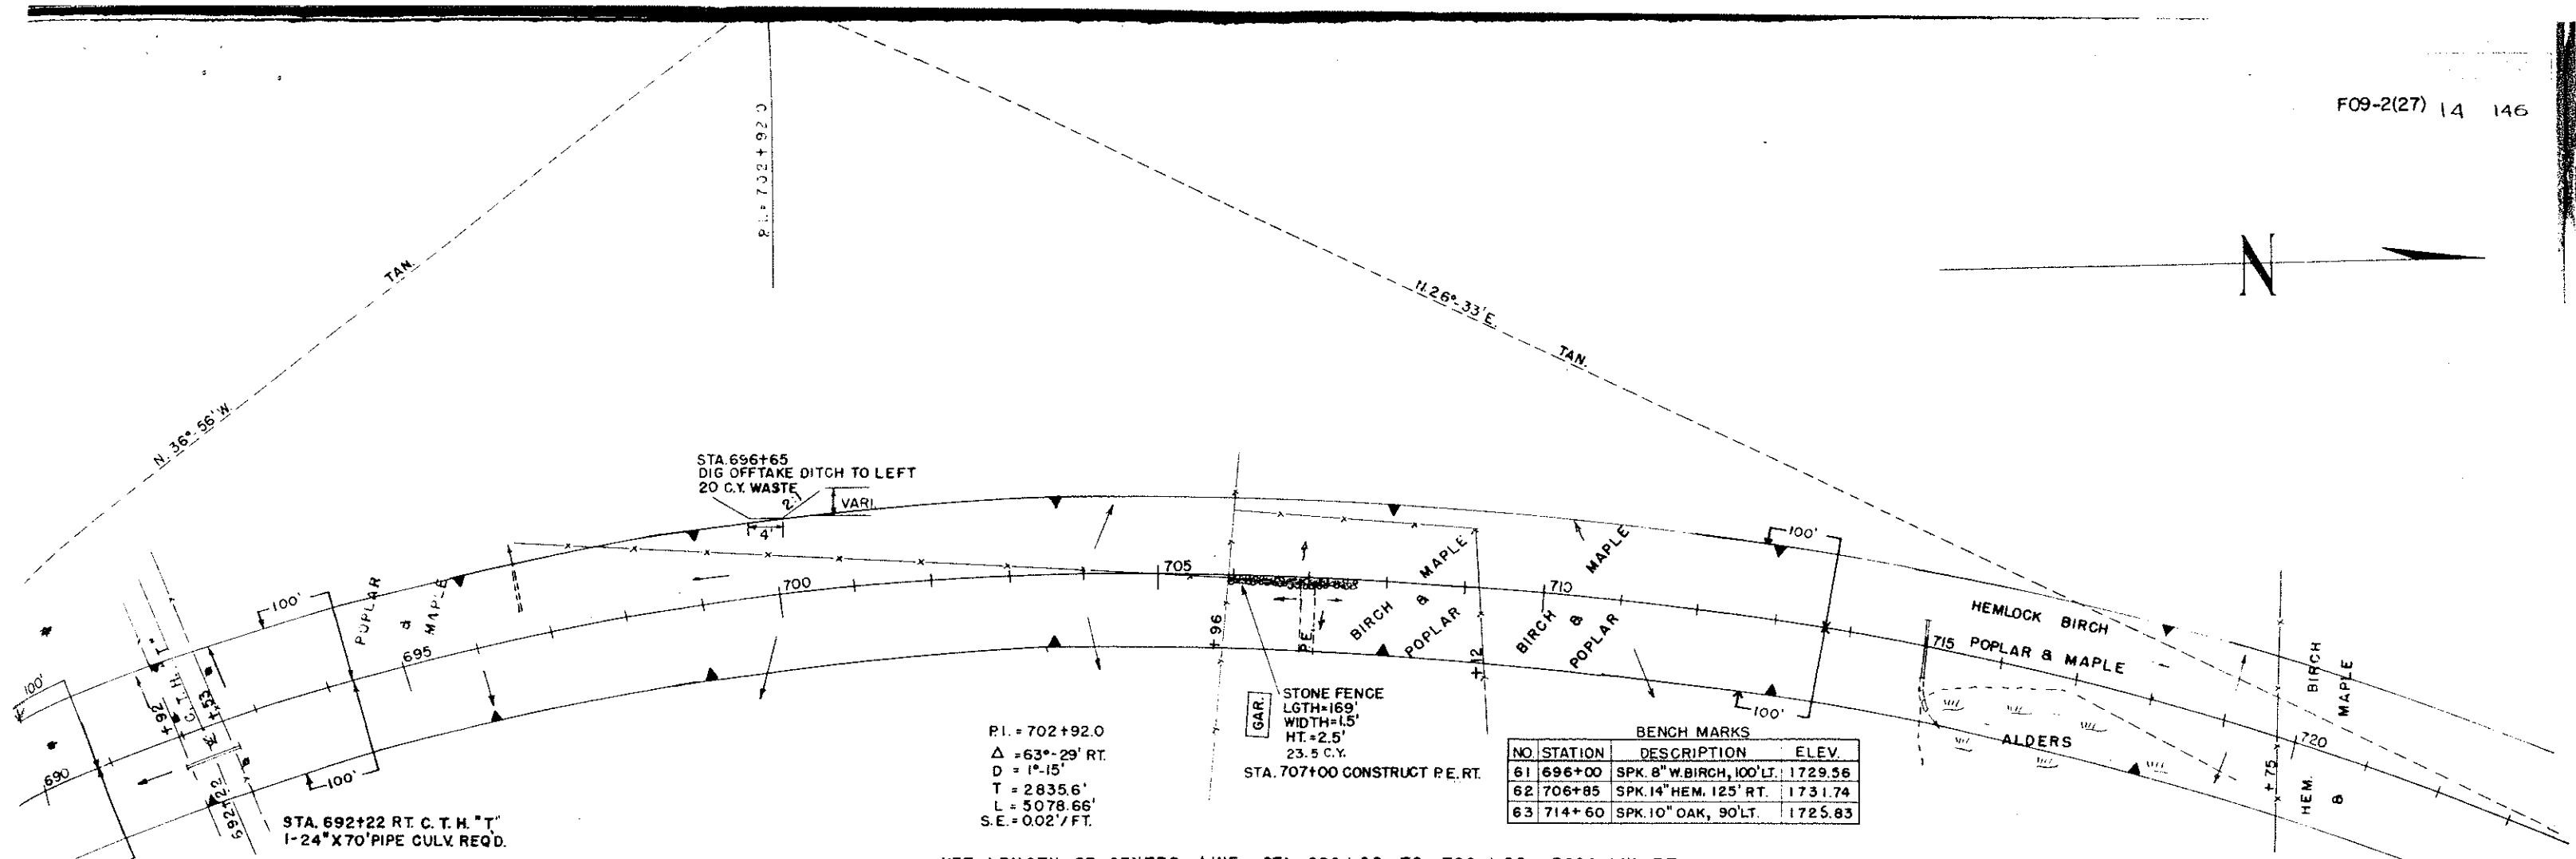 F09-2(27) 14 146
P.I. = 702+92.0
TAN.
N. 36°-56' W.
N. 26°-33' E.
TAN.
N
STA. 696+65
DIG OFFTAKE DITCH TO LEFT
20 C.Y. WASTE
2:1
VARI.
4'
100'
100'
100'
100'
100'
POPLAR
&
MAPLE
C. T. H. "T"
+92
+53
692+22
690
695
700
705
710
715
720
+96
+12
+75
P.E.
BIRCH & MAPLE
POPLAR
MAPLE
BIRCH &
POPLAR
HEMLOCK BIRCH
POPLAR & MAPLE
ALDERS
BIRCH
MAPLE
HEM.
&
STA. 692+22 RT. C. T. H. "T"
1-24"X70' PIPE CULV. REQ'D.
P.I. = 702+92.0
Δ = 63°-29' RT.
D = 1°-15'
T = 2835.6'
L = 5078.66'
S.E. = 0.02'/FT.
GAR.
STONE FENCE
LGTH=169'
WIDTH=1.5'
HT.=2.5'
23.5 C.Y.
STA. 707+00 CONSTRUCT P.E. RT.
BENCH MARKS
NO. STATION DESCRIPTION ELEV.
61 696+00 SPK. 8" W.BIRCH, 100' LT. 1729.56
62 706+85 SPK. 14" HEM. 125' RT. 1731.74
63 714+60 SPK. 10" OAK, 90' LT. 1725.83